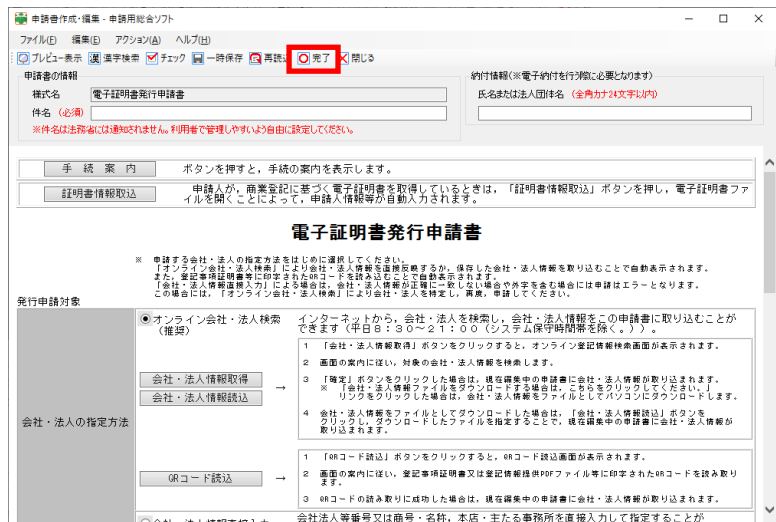 申請書作成・編集 - 申請用総合ソフト
ファイル(F) 編集(E) アクション(A) ヘルプ(H)
プレビュー表示 漢字検索 チェック 一時保存 再読込 完了 閉じる
申請書の情報
様式名 電子証明書発行申請書
件名 (必須)
※件名は法務省には通知されません。利用者で管理しやすいよう自由に設定してください。
納付情報(※電子納付を行う際に必要となります)
氏名または法人団体名 (全角カナ24文字以内)
手 続 案 内 ボタンを押すと，手続の案内を表示します。
証明書情報取込 申請人が，商業登記に基づく電子証明書を取得しているときは，「証明書情報取込」ボタンを押し，電子証明書ファ
イルを開くことによって，申請人情報等が自動入力されます。
電子証明書発行申請書
※ 申請する会社・法人の指定方法をはじめに選択してください。
「オンライン会社・法人検索」により会社・法人情報を直接反映するか，保存した会社・法人情報を取り込むことで自動表示されます。
また，登記事項証明書等に印字されたQRコードを読み込むことで自動表示されます。
「会社・法人情報直接入力」による場合は，会社・法人情報が正確に一致しない場合や外字を含む場合には申請はエラーとなります。
この場合には，「オンライン会社・法人検索」により会社・法人を特定し，再度，申請してください。
発行申請対象
会社・法人の指定方法
オンライン会社・法人検索
（推奨）
インターネットから，会社・法人を検索し，会社・法人情報をこの申請書に取り込むことが
できます（平日８：３０～２１：００（システム保守時間帯を除く。））。
会社・法人情報取得
会社・法人情報読込
→
1 「会社・法人情報取得」ボタンをクリックすると，オンライン登記情報検索画面が表示されます。
2 画面の案内に従い，対象の会社・法人情報を検索します。
3 「確定」ボタンをクリックした場合は，現在編集中の申請書に会社・法人情報が取り込まれます。
※ 「会社・法人情報ファイルをダウンロードする場合は，こちらをクリックしてください。」
リンクをクリックした場合は，会社・法人情報をファイルとしてパソコンにダウンロードします。
4 会社・法人情報をファイルとしてダウンロードした場合は，「会社・法人情報読込」ボタンを
クリックし，ダウンロードしたファイルを指定することで，現在編集中の申請書に会社・法人情報が
取り込まれます。
QRコード読込 →
1 「QRコード読込」ボタンをクリックすると，QRコード読込画面が表示されます。
2 画面の案内に従い，登記事項証明書又は登記情報提供PDFファイル等に印字されたQRコードを読み取り
ます。
3 QRコードの読み取りに成功した場合は，現在編集中の申請書に会社・法人情報が取り込まれます。
会社法人等番号又は商号・名称，本店・主たる事務所を直接入力して指定することが